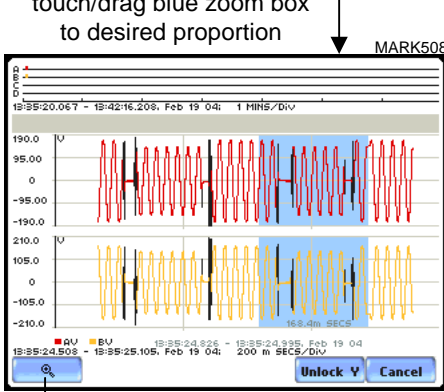 touch/drag blue zoom box
to desired proportion
MARK508
A
B
C
D
13:35:20.067 - 13:42:16.208, Feb 19 04; 1 MINS/Div
190.0 V
95.00
0
-95.00
-190.0
210.0 V
105.0
0
-105.0
-210.0
168.4m SECS
AV BV 13:35:24.826 - 13:35:24.995, Feb 19 04
13:35:24.508 - 13:35:25.105, Feb 19 04; 200 m SECS/Div
Unlock Y Cancel